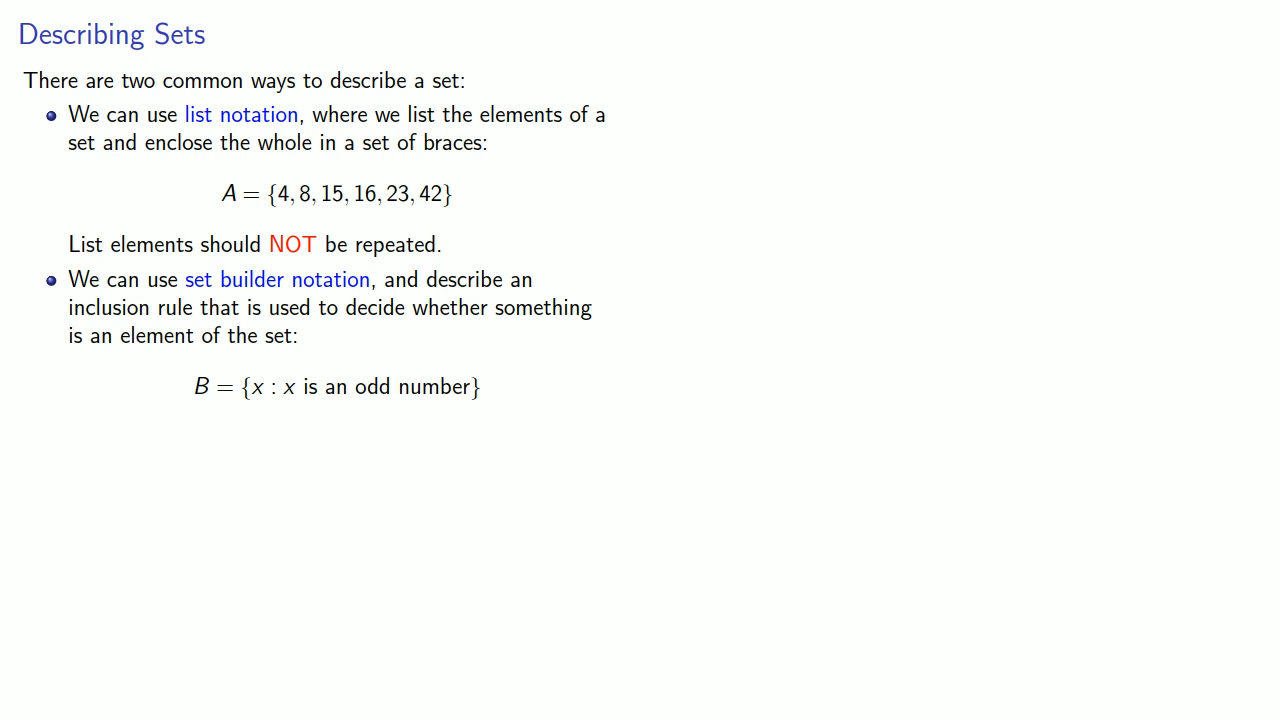 Describing Sets
There are two common ways to describe a set:
We can use list notation, where we list the elements of a
set and enclose the whole in a set of braces:
A = {4, 8, 15, 16, 23, 42}
List elements should NOT be repeated.
We can use set builder notation, and describe an
inclusion rule that is used to decide whether something
is an element of the set:
B = {x : x is an odd number}